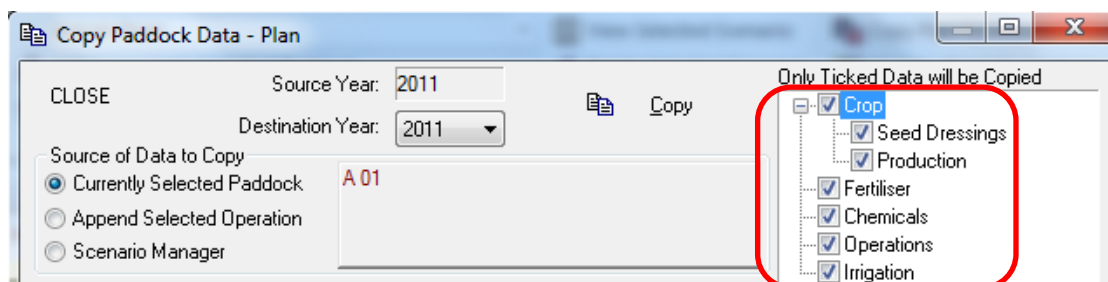 Copy Paddock Data - Plan
CLOSE
Source Year: 2011
Copy
Destination Year: 2011
Source of Data to Copy
Currently Selected Paddock
A 01
Append Selected Operation
Scenario Manager
Only Ticked Data will be Copied
Crop
Seed Dressings
Production
Fertiliser
Chemicals
Operations
Irrigation